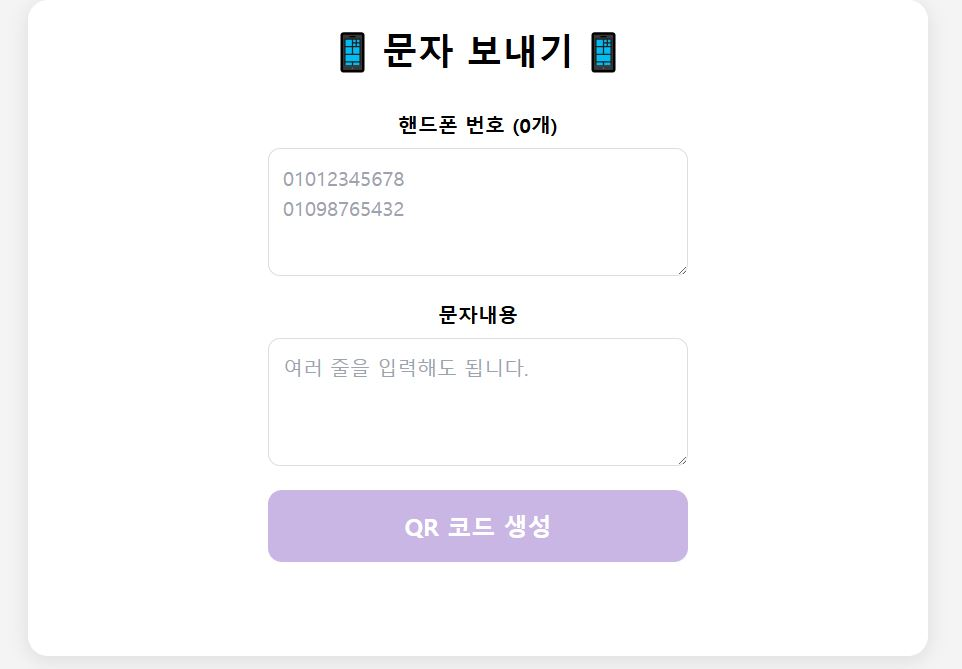 📱 문자 보내기 📱
핸드폰 번호 (0개)
01012345678
01098765432
문자내용
여러 줄을 입력해도 됩니다.
QR 코드 생성